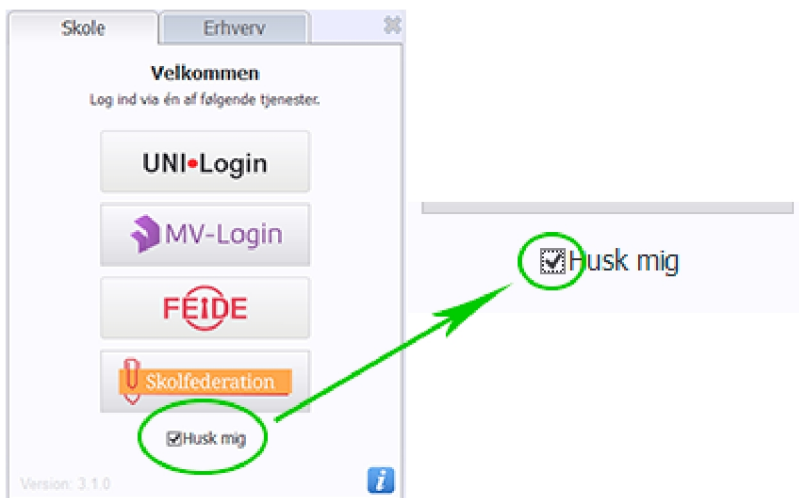 Skole
Erhverv
Velkommen
Log ind via én af følgende tjenester.
UNI•Login
MV-Login
FEIDE
Skolfederation
Husk mig
Version: 3.1.0
i
Husk mig